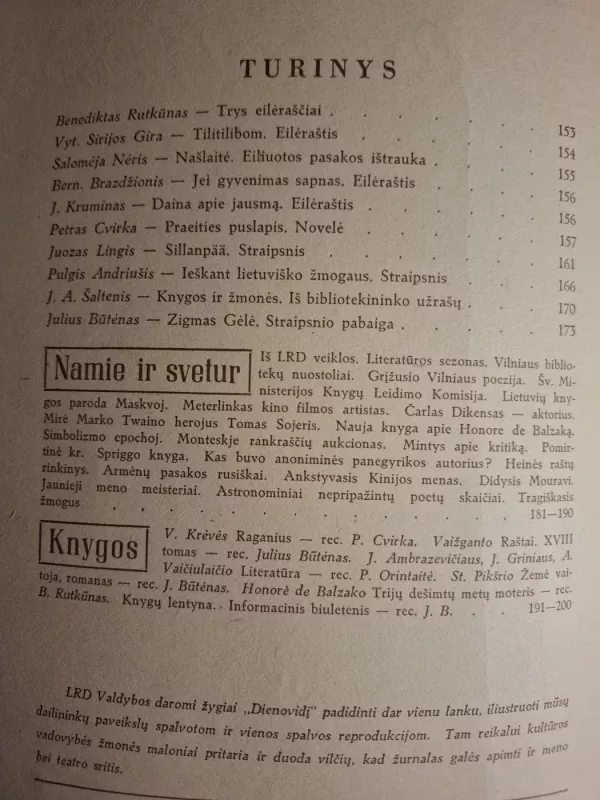 TURINYS
Benediktas Rutkūnas — Trys eilėraščiai . . . . . . 153
Vyt. Sirijos Gira — Tilitilibom. Eilėraštis . . . . . 154
Salomėja Nėris — Našlaitė. Eiliuotos pasakos ištrauka . . . 155
Bern. Brazdžionis — Jei gyvenimas sapnas. Eilėraštis . . . 156
J. Kruminas — Daina apie jausmą. Eilėraštis . . . . 156
Petras Cvirka — Praeities puslapis. Novelė . . . . 157
Juozas Lingis — Sillanpää. Straipsnis . . . . . 161
Pulgis Andriušis — Ieškant lietuviško žmogaus. Straipsnis . . 166
J. A. Šaltenis — Knygos ir žmonės. Iš bibliotekininko užrašų . . 170
Julius Būtėnas — Zigmas Gėlė. Straipsnio pabaiga . . . . 173
Namie ir svetur
Iš LRD veiklos. Literatūros sezonas. Vilniaus biblio-
tekų nuostoliai. Grįžusio Vilniaus poezija. Šv. Mi-
nisterijos Knygų Leidimo Komisija. Lietuvių kny-
gos paroda Maskvoj. Meterlinkas kino filmos artistas. Čarlas Dikensas — aktorius.
Mirė Marko Twaino herojus Tomas Sojeris. Nauja knyga apie Honore de Balzaką.
Simbolizmo epochoj. Monteskje rankraščių aukcionas. Mintys apie kritiką. Pomir-
tinė kr. Spriggo knyga. Kas buvo anoniminės panegyrikos autorius? Heinės raštų
rinkinys. Armėnų pasakos rusiškai. Ankstyvasis Kinijos menas. Didysis Mouravi.
Jaunieji meno meisteriai. Astronominiai nepripažintų poetų skaičiai. Tragiškasis
žmogus . . . . . . . . . . . . . 181—190
Knygos
V. Krėvės Raganius — rec. P. Cvirka. Vaižganto Raštai. XVIII
tomas — rec. Julius Būtėnas. J. Ambrazevičiaus, J. Griniaus, A.
Vaičiulaičio Literatūra — rec. P. Orintaitė. St. Pikšrio Žemė vai-
toja, romanas — rec. J. Būtėnas. Honorė de Balzako Trijų dešimtų metų moteris — rec.
B. Rutkūnas. Knygų lentyna. Informacinis biuletenis — rec. J. B. . . 191—200
LRD Valdybos daromi žygiai „Dienovidį" padidinti dar vienu lanku, iliustruoti mūsų
dailininkų paveikslų spalvotom ir vienos spalvos reprodukcijom. Tam reikalui kultūros
vadovybės žmonės maloniai pritaria ir duoda vilčių, kad žurnalas galės apimti ir meno
bei teatro sritis.